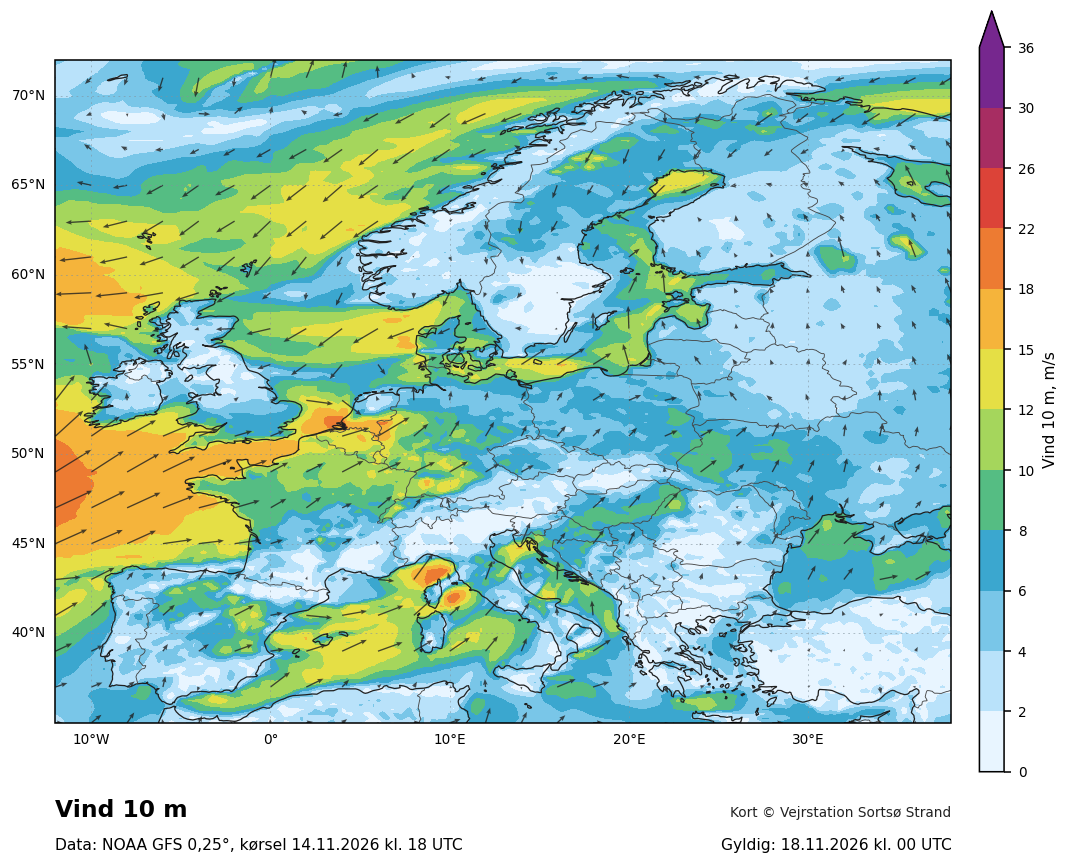 36
30
26
22
18
15
12
10
8
6
4
2
0
Vind 10 m, m/s
70°N
65°N
60°N
55°N
50°N
45°N
40°N
10°W 0° 10°E 20°E 30°E
Vind 10 m
Kort © Vejrstation Sortsø Strand
Data: NOAA GFS 0,25°, kørsel 14.11.2026 kl. 18 UTC
Gyldig: 18.11.2026 kl. 00 UTC